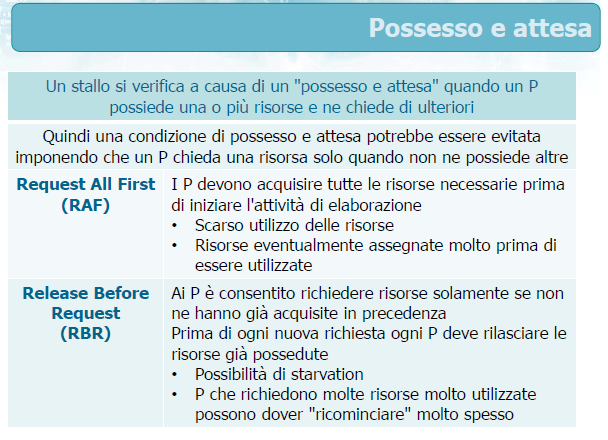 Possesso e attesa
Un stallo si verifica a causa di un "possesso e attesa" quando un P
possiede una o più risorse e ne chiede di ulteriori
Quindi una condizione di possesso e attesa potrebbe essere evitata
imponendo che un P chieda una risorsa solo quando non ne possiede altre
Request All First
(RAF)
I P devono acquisire tutte le risorse necessarie prima
di iniziare l'attività di elaborazione
• Scarso utilizzo delle risorse
• Risorse eventualmente assegnate molto prima di
essere utilizzate
Release Before
Request
(RBR)
Ai P è consentito richiedere risorse solamente se non
ne hanno già acquisite in precedenza
Prima di ogni nuova richiesta ogni P deve rilasciare le
risorse già possedute
• Possibilità di starvation
• P che richiedono molte risorse molto utilizzate
possono dover "ricominciare" molto spesso